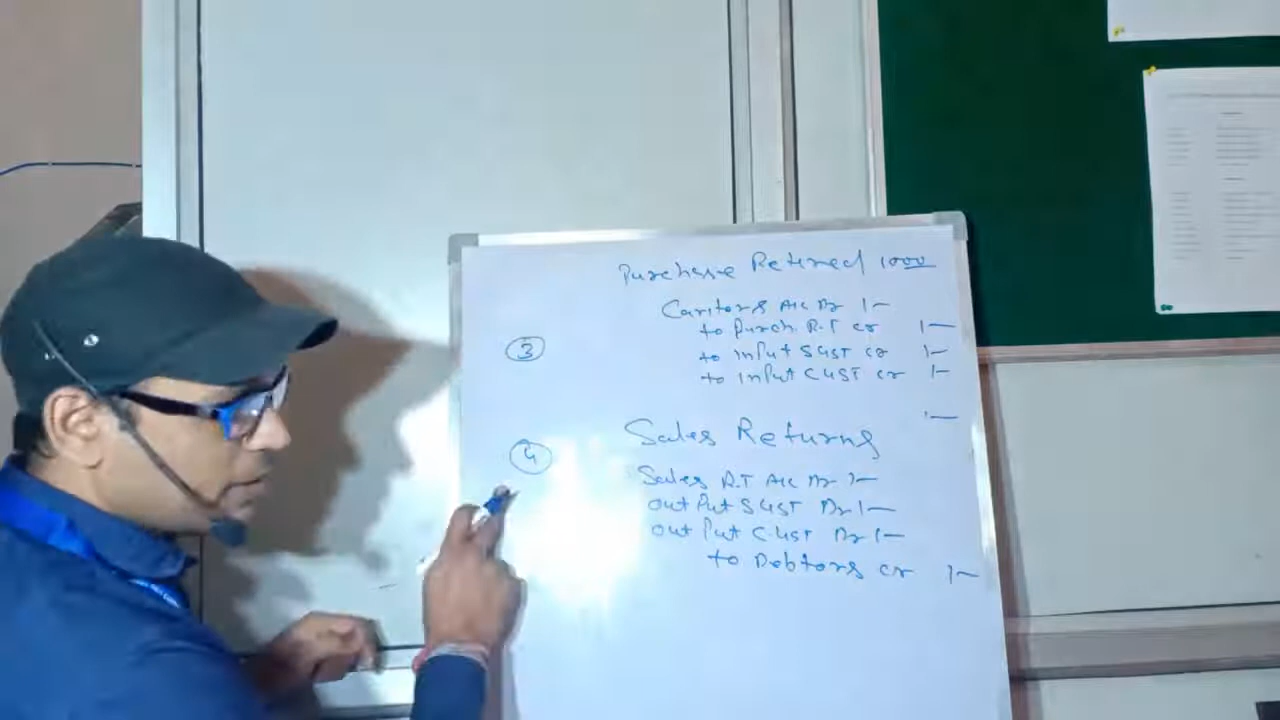 Purchase Retured 1000
③
Caritors A/c Dr 1—
to Purch R.T cr 1—
to input SGST cr 1—
to input CGST cr 1—
1—
④
Sales Returns
Sales R.T A/c Dr 1—
out Put SGST Dr 1—
out Put CGST Dr 1—
to Debtors cr 1—